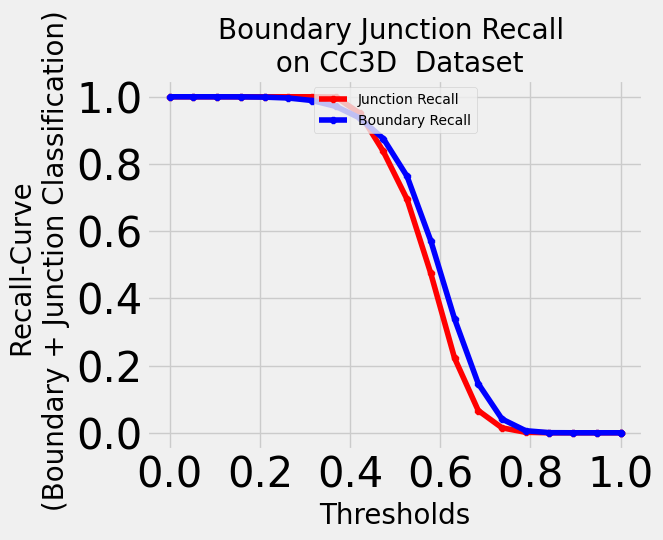 Boundary Junction Recall
on CC3D Dataset
Recall-Curve
(Boundary + Junction Classification)
1.0
0.8
0.6
0.4
0.2
0.0
Junction Recall
Boundary Recall
0.0 0.2 0.4 0.6 0.8 1.0
Thresholds